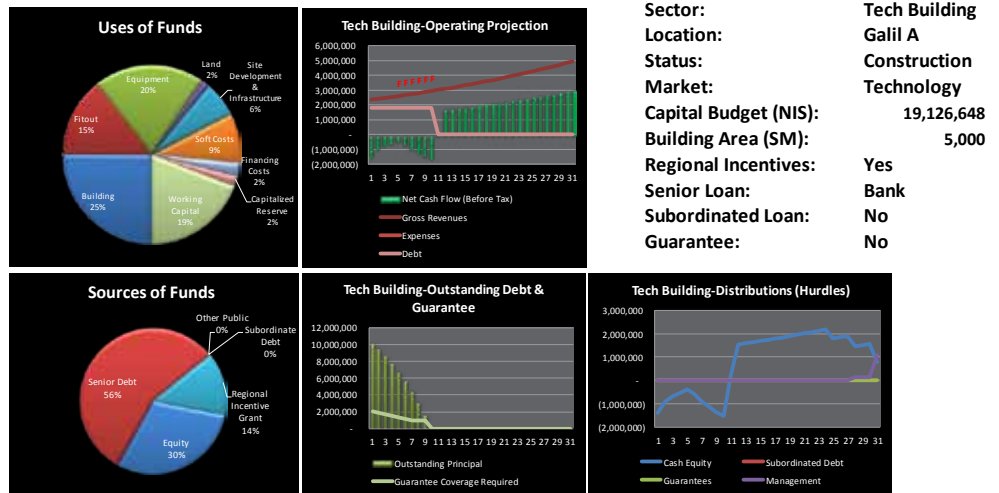 Uses of Funds
Land
2%
Site
Development
&
Infrastructure
6%
Equipment
20%
Fitout
15%
Soft Costs
9%
Financing
Costs
2%
Building
25%
Working
Capital
19%
Capitalized
Reserve
2%
Tech Building-Operating Projection
6,000,000
5,000,000
4,000,000
3,000,000
2,000,000
1,000,000
-
(1,000,000)
(2,000,000)
1 3 5 7 9 11 13 15 17 19 21 23 25 27 29 31
Net Cash Flow (Before Tax)
Gross Revenues
Expenses
Debt
Sector: Tech Building
Location: Galil A
Status: Construction
Market: Technology
Capital Budget (NIS): 19,126,648
Building Area (SM): 5,000
Regional Incentives: Yes
Senior Loan: Bank
Subordinated Loan: No
Guarantee: No
Sources of Funds
Other Public
0%
Subordinate
Debt
0%
Senior Debt
56%
Regional
Incentive
Grant
14%
Equity
30%
Tech Building-Outstanding Debt &
Guarantee
12,000,000
10,000,000
8,000,000
6,000,000
4,000,000
2,000,000
-
1 3 5 7 9 11 13 15 17 19 21 23 25 27 29 31
Outstanding Principal
Guarantee Coverage Required
Tech Building-Distributions (Hurdles)
3,000,000
2,000,000
1,000,000
-
(1,000,000)
(2,000,000)
1 3 5 7 9 11 13 15 17 19 21 23 25 27 29 31
Cash Equity
Subordinated Debt
Guarantees
Management